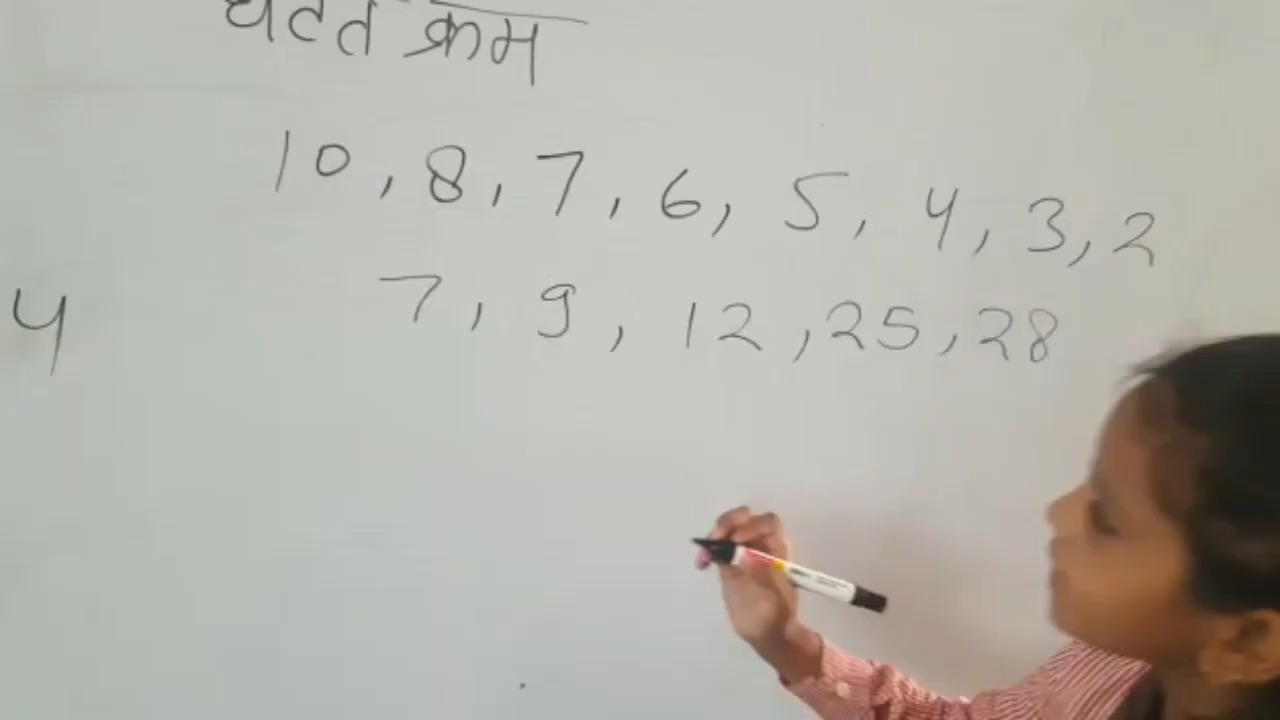 घटते क्रम
10, 8, 7, 6, 5, 4, 3, 2
7, 9, 12, 25, 28
4